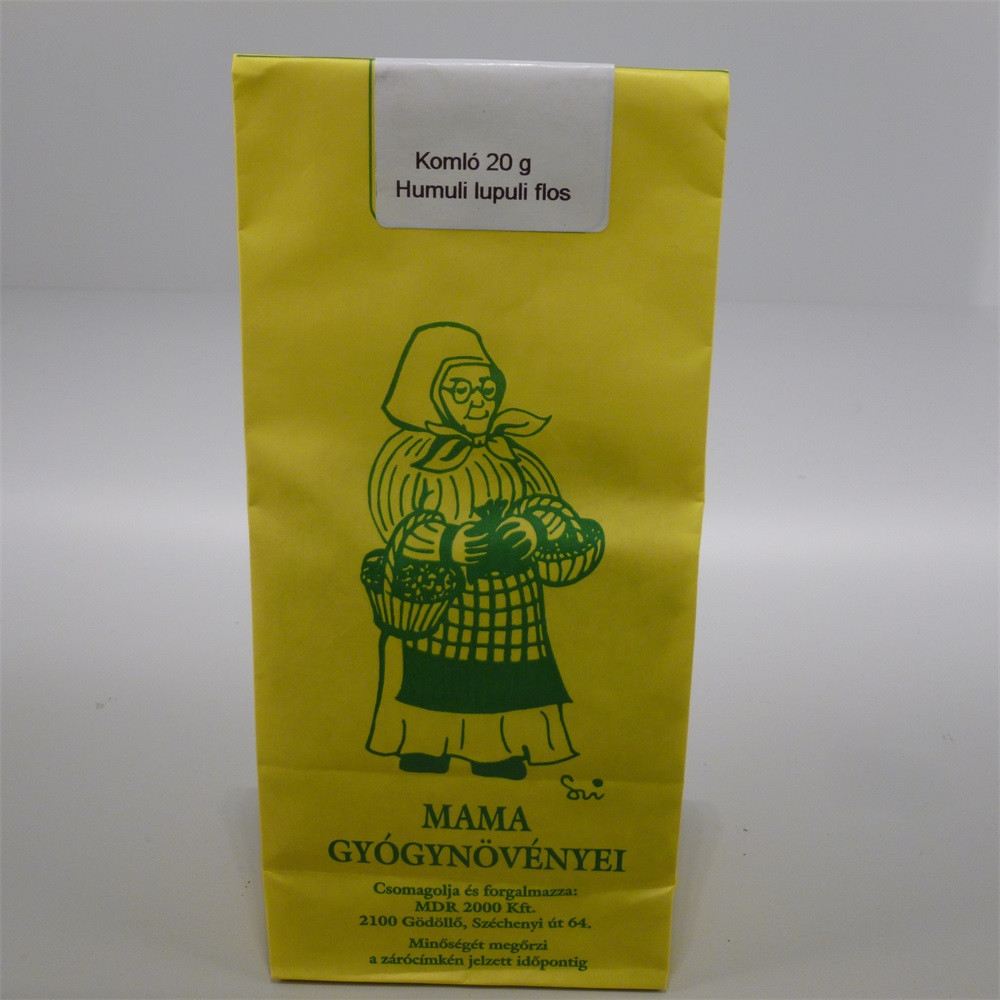 Komló 20 g
Humuli lupuli flos
MAMA
GYÓGYNÖVÉNYEI
Csomagolja és forgalmazza:
MDR 2000 Kft.
2100 Gödöllő, Széchenyi út 64.
Minőségét megőrzi
a zárócímkén jelzett időpontig